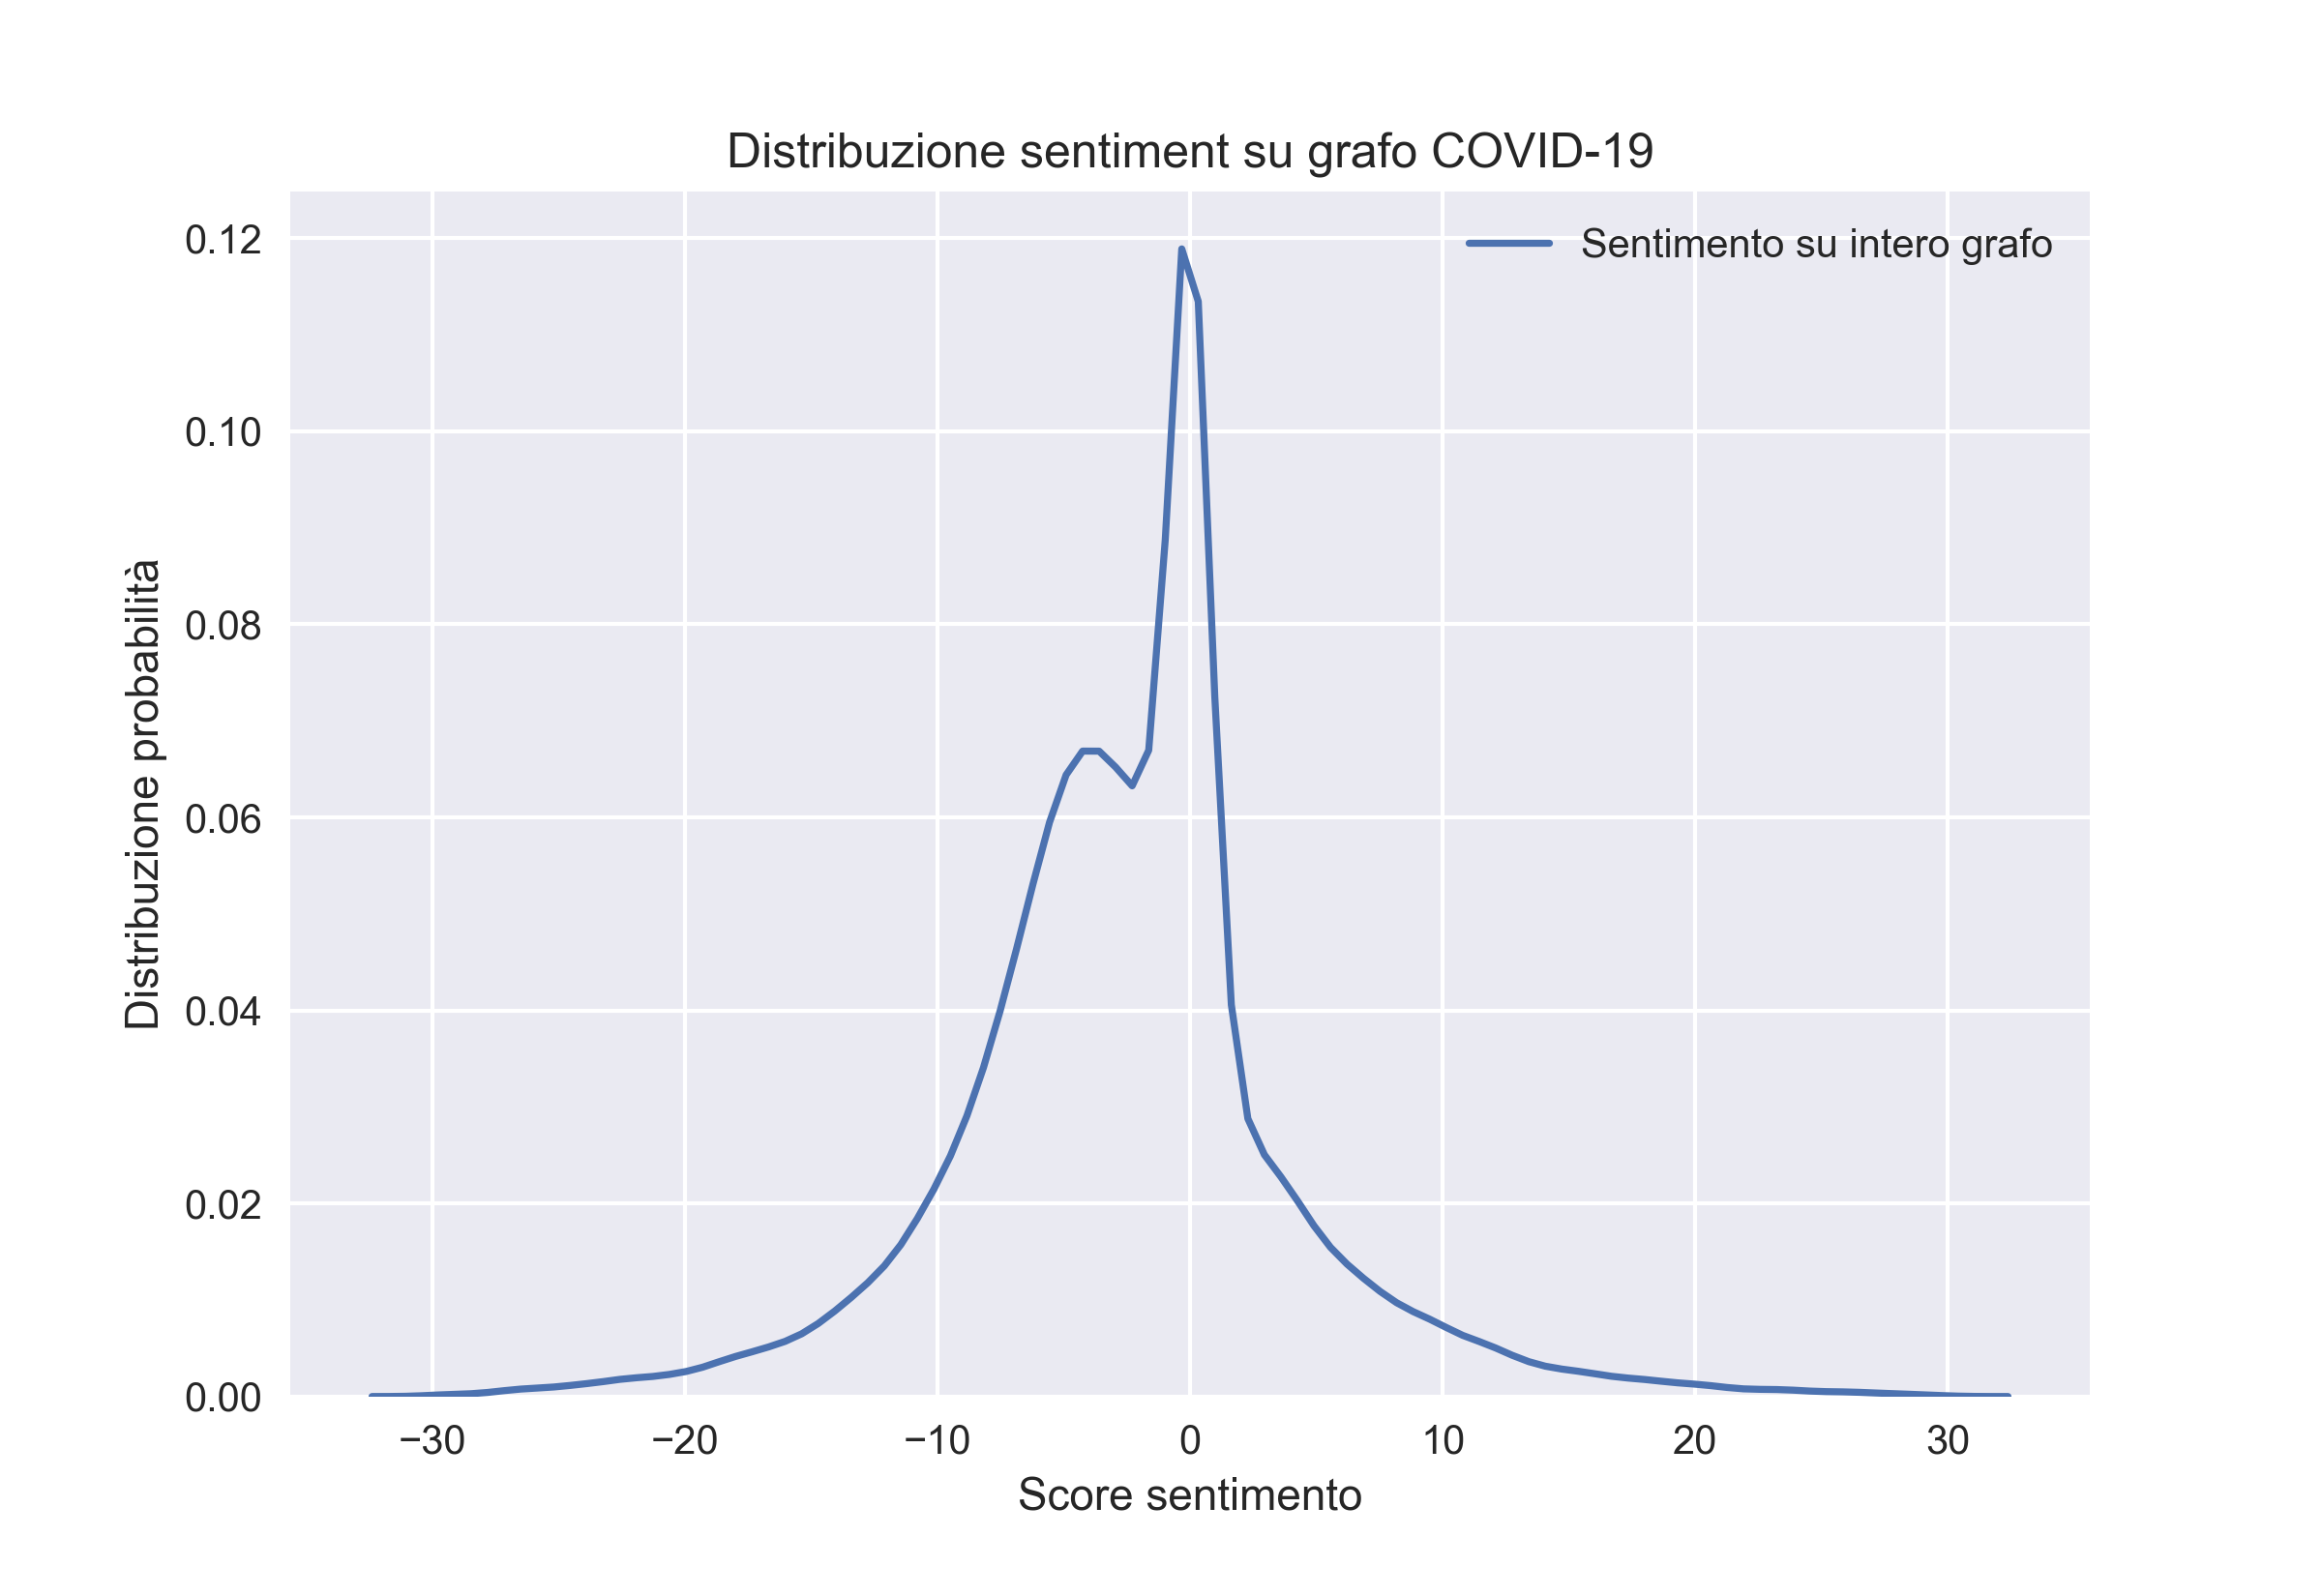 Distribuzione sentiment su grafo COVID-19
Sentimento su intero grafo
Distribuzione probabilità
0.12
0.10
0.08
0.06
0.04
0.02
0.00
−30 −20 −10 0 10 20 30
Score sentimento